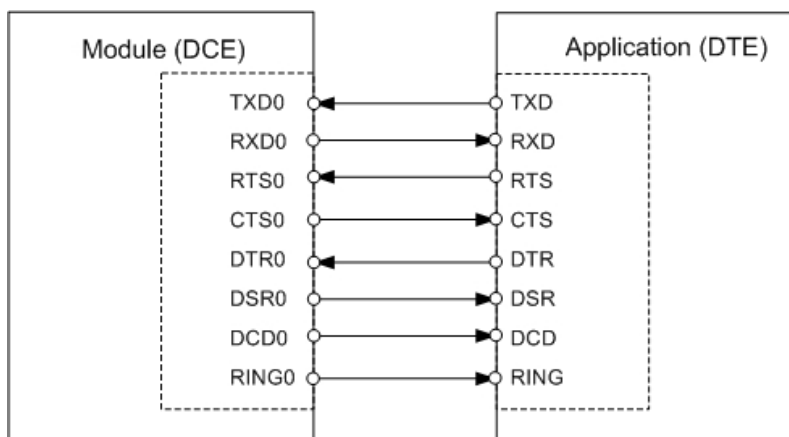 Module (DCE) Application (DTE)
TXD0 TXD
RXD0 RXD
RTS0 RTS
CTS0 CTS
DTR0 DTR
DSR0 DSR
DCD0 DCD
RING0 RING